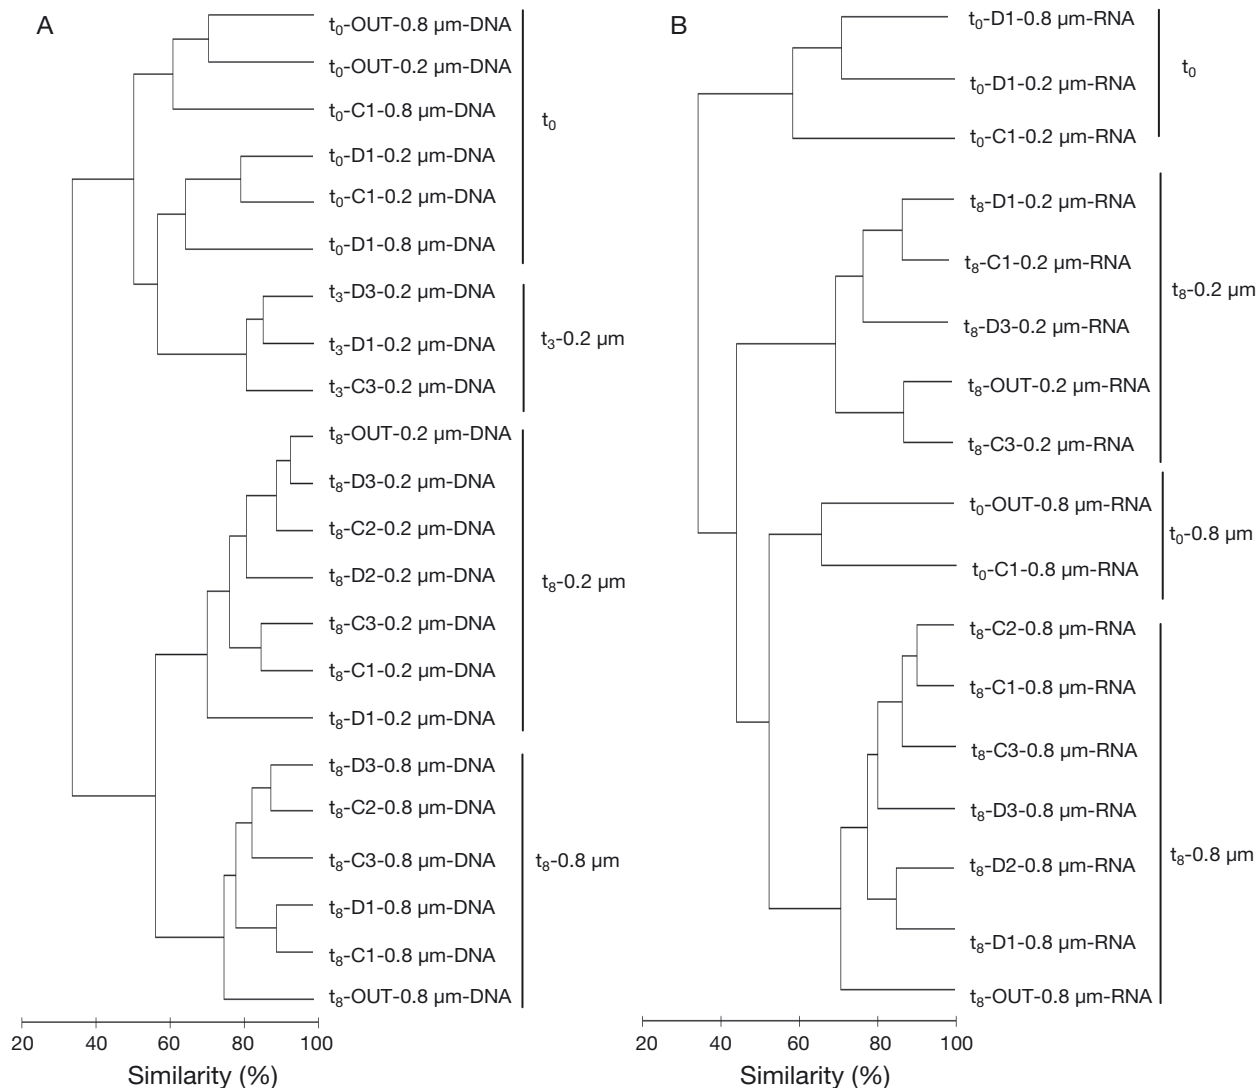 A
t₀-OUT-0.8 µm-DNA
t₀-OUT-0.2 µm-DNA
t₀-C1-0.8 µm-DNA
t₀-D1-0.2 µm-DNA
t₀-C1-0.2 µm-DNA
t₀-D1-0.8 µm-DNA
t₀
t₃-D3-0.2 µm-DNA
t₃-D1-0.2 µm-DNA
t₃-C3-0.2 µm-DNA
t₃-0.2 µm
t₈-OUT-0.2 µm-DNA
t₈-D3-0.2 µm-DNA
t₈-C2-0.2 µm-DNA
t₈-D2-0.2 µm-DNA
t₈-C3-0.2 µm-DNA
t₈-C1-0.2 µm-DNA
t₈-D1-0.2 µm-DNA
t₈-0.2 µm
t₈-D3-0.8 µm-DNA
t₈-C2-0.8 µm-DNA
t₈-C3-0.8 µm-DNA
t₈-D1-0.8 µm-DNA
t₈-C1-0.8 µm-DNA
t₈-OUT-0.8 µm-DNA
t₈-0.8 µm
20 40 60 80 100
Similarity (%)
B
t₀-D1-0.8 µm-RNA
t₀-D1-0.2 µm-RNA
t₀-C1-0.2 µm-RNA
t₀
t₈-D1-0.2 µm-RNA
t₈-C1-0.2 µm-RNA
t₈-D3-0.2 µm-RNA
t₈-OUT-0.2 µm-RNA
t₈-C3-0.2 µm-RNA
t₈-0.2 µm
t₀-OUT-0.8 µm-RNA
t₀-C1-0.8 µm-RNA
t₀-0.8 µm
t₈-C2-0.8 µm-RNA
t₈-C1-0.8 µm-RNA
t₈-C3-0.8 µm-RNA
t₈-D3-0.8 µm-RNA
t₈-D2-0.8 µm-RNA
t₈-D1-0.8 µm-RNA
t₈-OUT-0.8 µm-RNA
t₈-0.8 µm
20 40 60 80 100
Similarity (%)